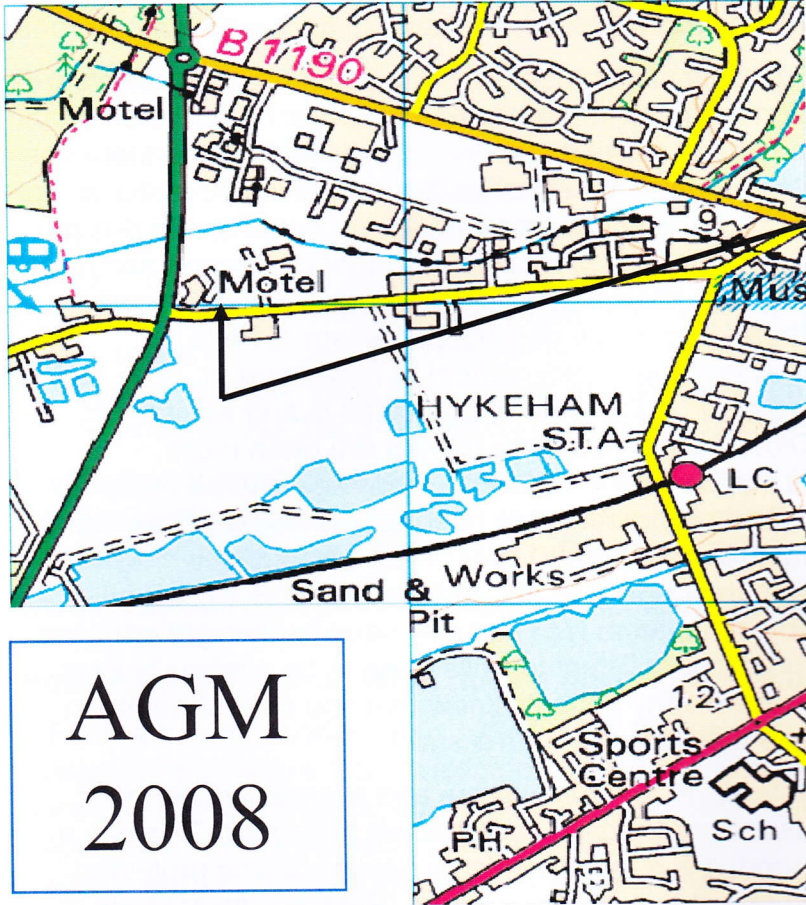 B 1190
Motel
9
Motel
Mus
HYKEHAM
STA
LC
Works
Sand &
Pit
12
Sports
Centre
Sch
PH
AGM
2008